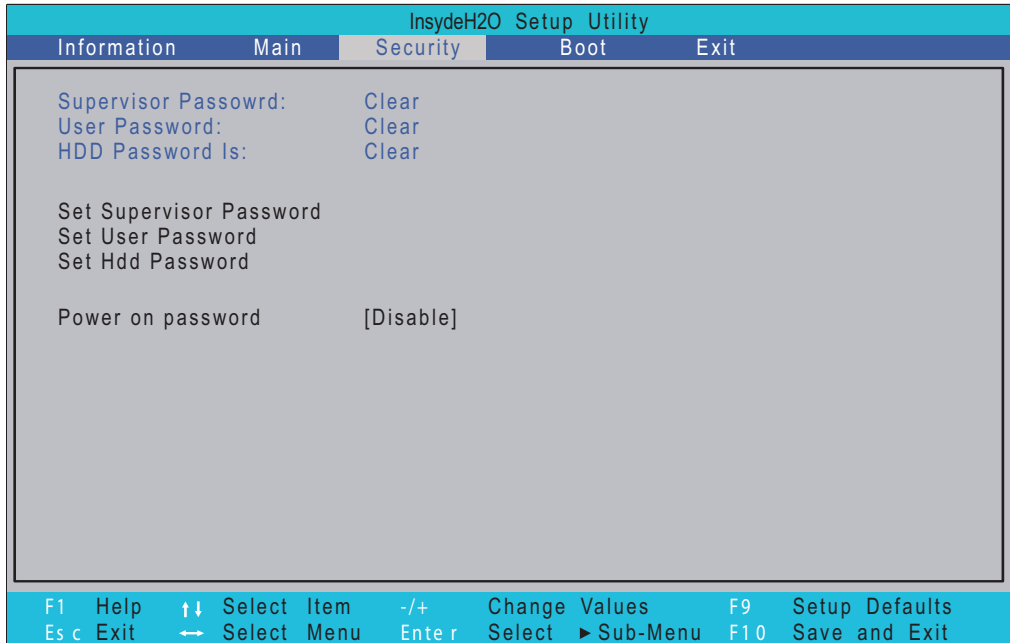 InsydeH2O Setup Utility
Information Main Security Boot Exit
Supervisor Passowrd: Clear
User Password: Clear
HDD Password Is: Clear
Set Supervisor Password
Set User Password
Set Hdd Password
Power on password [Disable]
F1 Help ↑↓ Select Item -/+ Change Values F9 Setup Defaults
Esc Exit ↔ Select Menu Enter Select ►Sub-Menu F10 Save and Exit